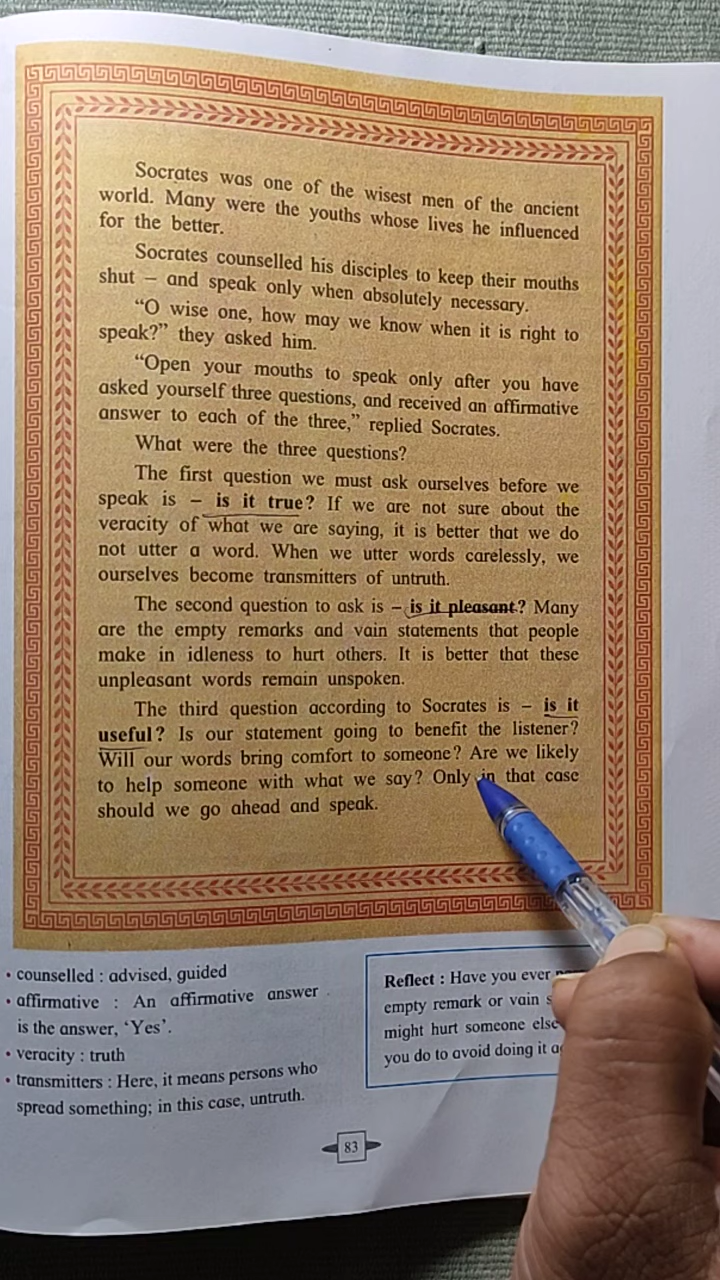 Socrates was one of the wisest men of the ancient
world. Many were the youths whose lives he influenced
for the better.
Socrates counselled his disciples to keep their mouths
shut – and speak only when absolutely necessary.
“O wise one, how may we know when it is right to
speak?” they asked him.
“Open your mouths to speak only after you have
asked yourself three questions, and received an affirmative
answer to each of the three,” replied Socrates.
What were the three questions?
The first question we must ask ourselves before we
speak is – is it true? If we are not sure about the
veracity of what we are saying, it is better that we do
not utter a word. When we utter words carelessly, we
ourselves become transmitters of untruth.
The second question to ask is – is it pleasant? Many
are the empty remarks and vain statements that people
make in idleness to hurt others. It is better that these
unpleasant words remain unspoken.
The third question according to Socrates is – is it
useful? Is our statement going to benefit the listener?
Will our words bring comfort to someone? Are we likely
to help someone with what we say? Only in that case
should we go ahead and speak.
• counselled : advised, guided
• affirmative : An affirmative answer
is the answer, ‘Yes’.
• veracity : truth
• transmitters : Here, it means persons who
spread something; in this case, untruth.
Reflect : Have you ever
empty remark or vain
might hurt someone else
you do to avoid doing it
83